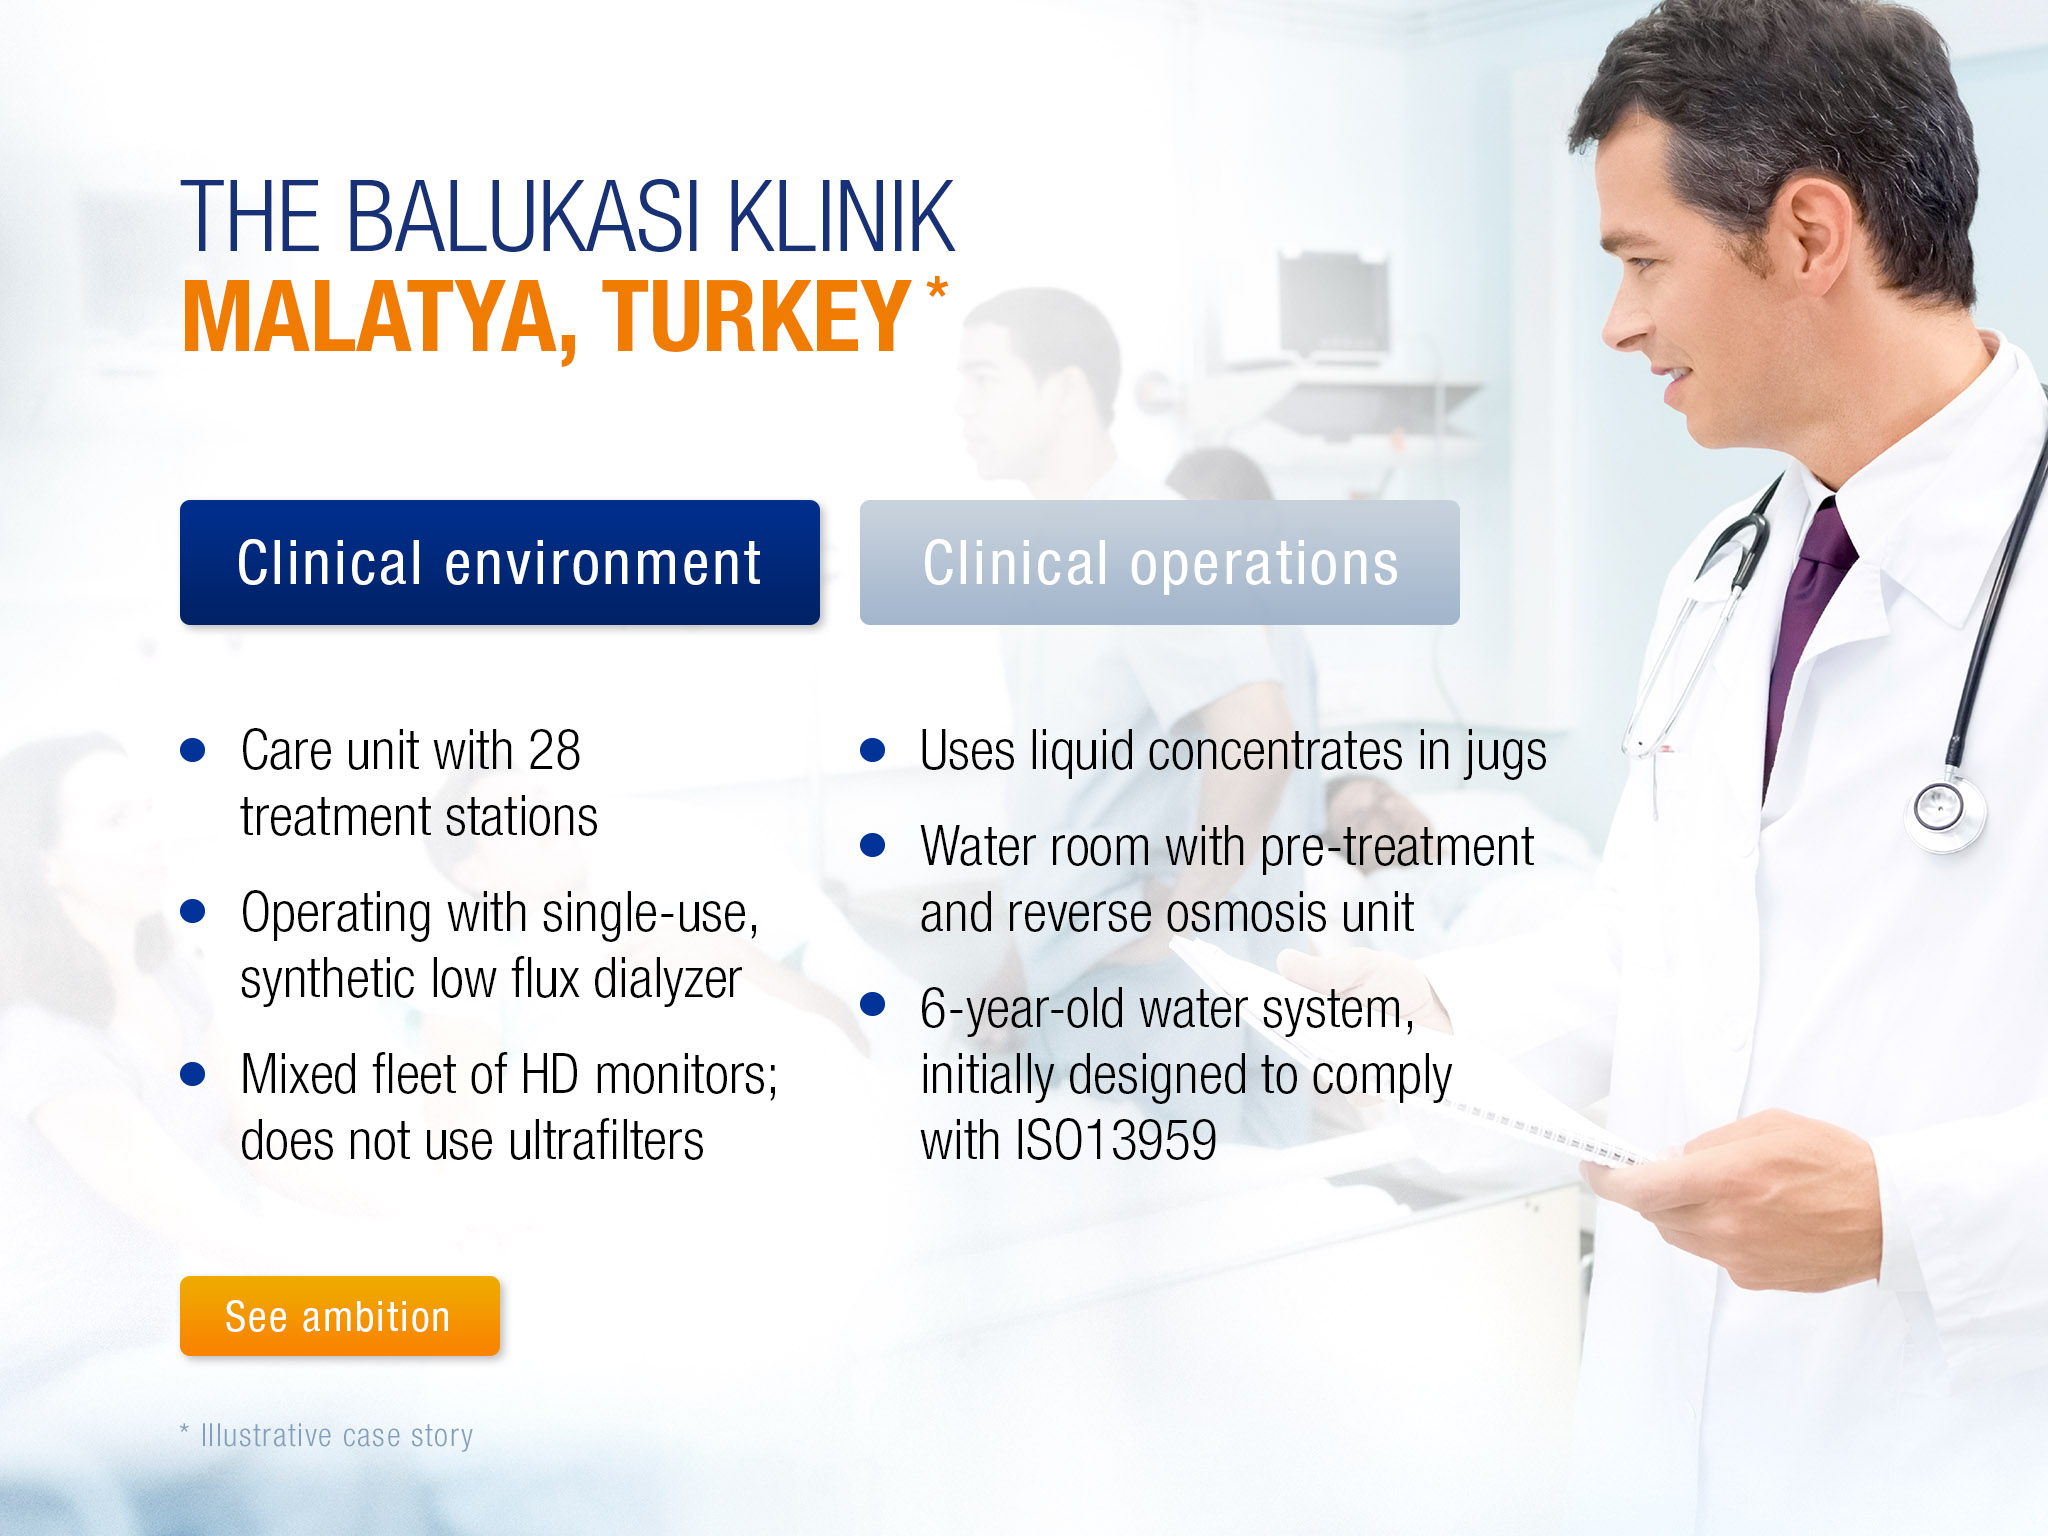 THE BALUKASI KLINIK
MALATYA, TURKEY *
Clinical environment
Care unit with 28
treatment stations
Operating with single-use,
synthetic low flux dialyzer
Mixed fleet of HD monitors;
does not use ultrafilters
Clinical operations
Uses liquid concentrates in jugs
Water room with pre-treatment
and reverse osmosis unit
6-year-old water system,
initially designed to comply
with ISO13959
See ambition
* Illustrative case story